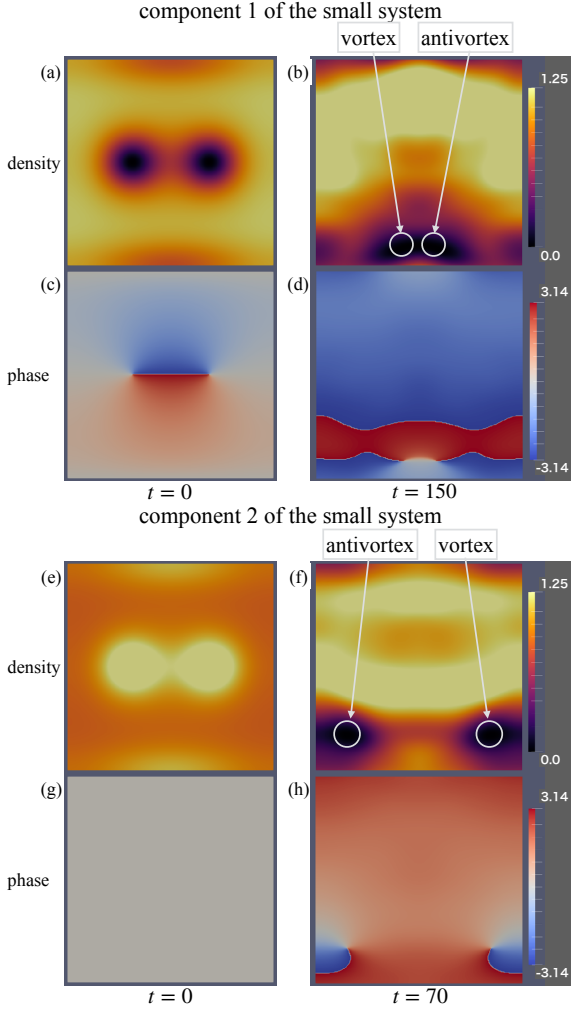 component 1 of the small system
vortex antivortex
(a) (b) 1.25
density
0.0
(c) (d) 3.14
phase
-3.14
t = 0 t = 150
component 2 of the small system
antivortex vortex
(e) (f) 1.25
density
0.0
(g) (h) 3.14
phase
-3.14
t = 0 t = 70